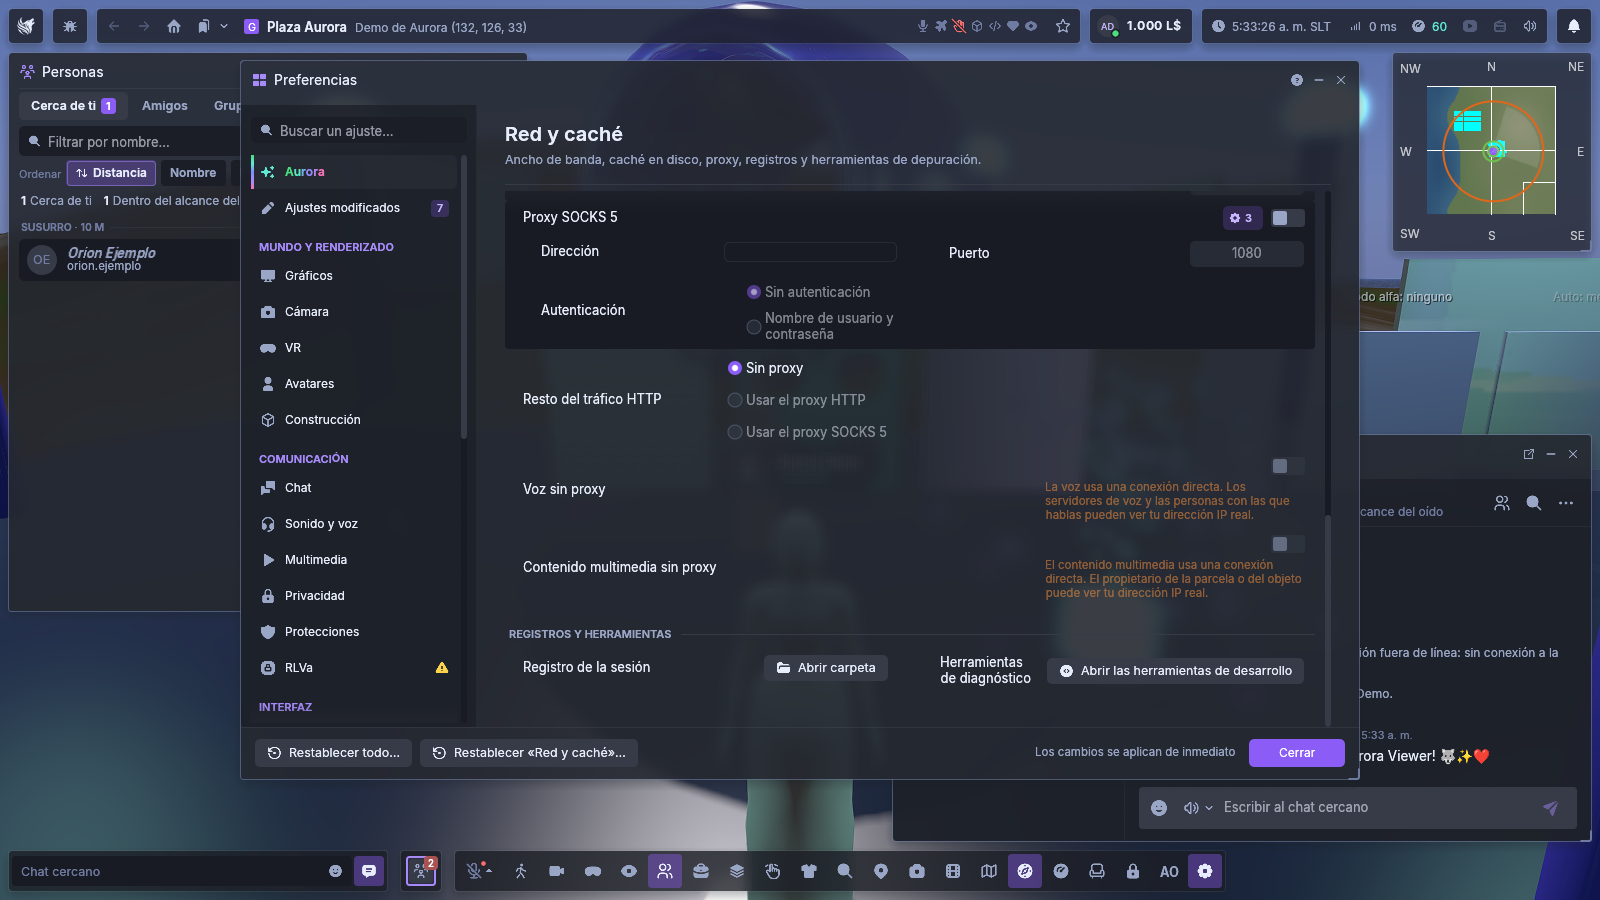 Plaza Aurora Demo de Aurora (132, 126, 33)
AD 1.000 L$
5:33:26 a. m. SLT
0 ms
60
Personas
Cerca de ti 1
Amigos
Filtrar por nombre...
Ordenar
Distancia
Nombre
1 Cerca de ti 1 Dentro del alcance del
SUSURRO · 10 M
OE
Orion Ejemplo
orion.ejemplo
Preferencias
Buscar un ajuste...
Aurora
Ajustes modificados 7
MUNDO Y RENDERIZADO
Gráficos
Cámara
VR
Avatares
Construcción
COMUNICACIÓN
Chat
Sonido y voz
Multimedia
Privacidad
Protecciones
RLVa
INTERFAZ
Red y caché
Ancho de banda, caché en disco, proxy, registros y herramientas de depuración.
Proxy SOCKS 5
3
Dirección
Puerto
1080
Autenticación
Sin autenticación
Nombre de usuario y
contraseña
Resto del tráfico HTTP
Sin proxy
Usar el proxy HTTP
Usar el proxy SOCKS 5
Voz sin proxy
La voz usa una conexión directa. Los
servidores de voz y las personas con las que
hablas pueden ver tu dirección IP real.
Contenido multimedia sin proxy
El contenido multimedia usa una conexión
directa. El propietario de la parcela o del objeto
puede ver tu dirección IP real.
REGISTROS Y HERRAMIENTAS
Registro de la sesión
Abrir carpeta
Herramientas
de diagnóstico
Abrir las herramientas de desarrollo
Restablecer todo...
Restablecer «Red y caché»...
Los cambios se aplican de inmediato
Cerrar
NW
N
NE
W
E
SW
S
SE
alfa: ninguno
Auto:
cance del oído
fuera de línea: sin conexión a la
Demo.
5:33 a. m.
Viewer! 🐺✨❤️
Escribir al chat cercano
Chat cercano
2
AO